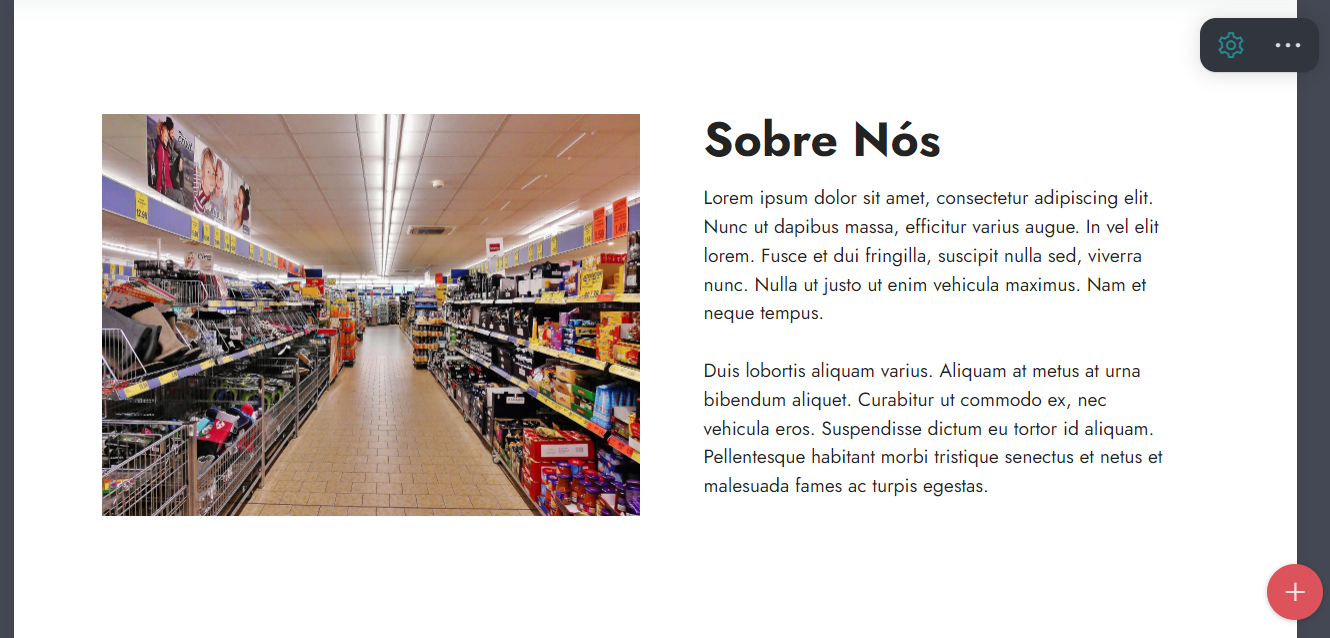 Sobre Nós
Lorem ipsum dolor sit amet, consectetur adipiscing elit.
Nunc ut dapibus massa, efficitur varius augue. In vel elit
lorem. Fusce et dui fringilla, suscipit nulla sed, viverra
nunc. Nulla ut justo ut enim vehicula maximus. Nam et
neque tempus.
Duis lobortis aliquam varius. Aliquam at metus at urna
bibendum aliquet. Curabitur ut commodo ex, nec
vehicula eros. Suspendisse dictum eu tortor id aliquam.
Pellentesque habitant morbi tristique senectus et netus et
malesuada fames ac turpis egestas.